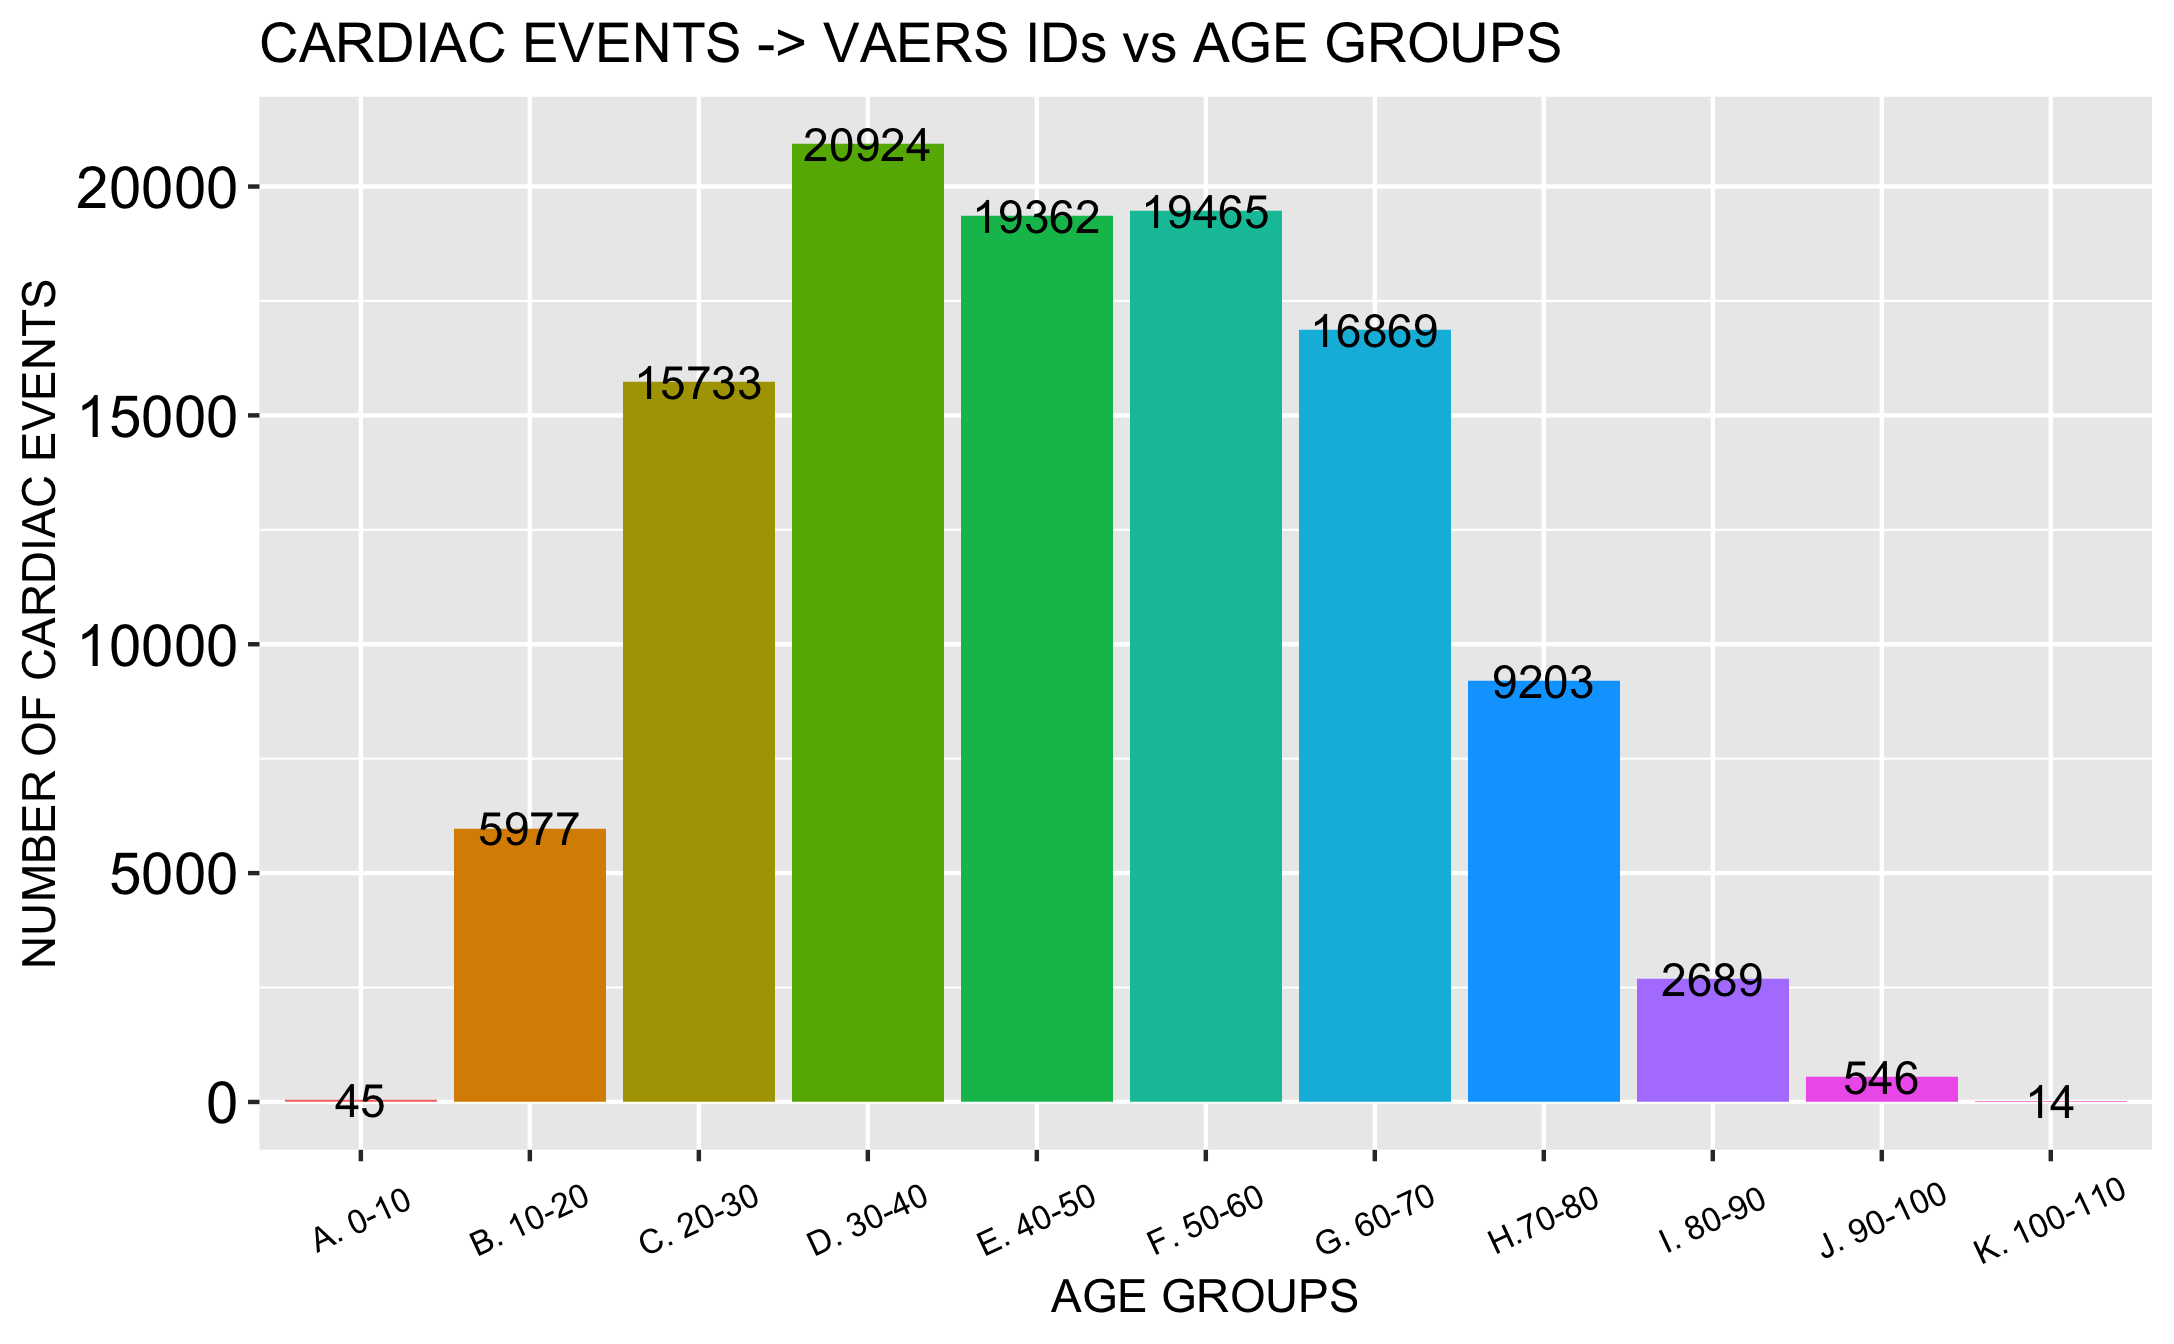 CARDIAC EVENTS -> VAERS IDs vs AGE GROUPS
NUMBER OF CARDIAC EVENTS
20000
15000
10000
5000
0
45
5977
15733
20924
19362
19465
16869
9203
2689
546
14
A. 0-10
B. 10-20
C. 20-30
D. 30-40
E. 40-50
F. 50-60
G. 60-70
H.70-80
I. 80-90
J. 90-100
K. 100-110
AGE GROUPS